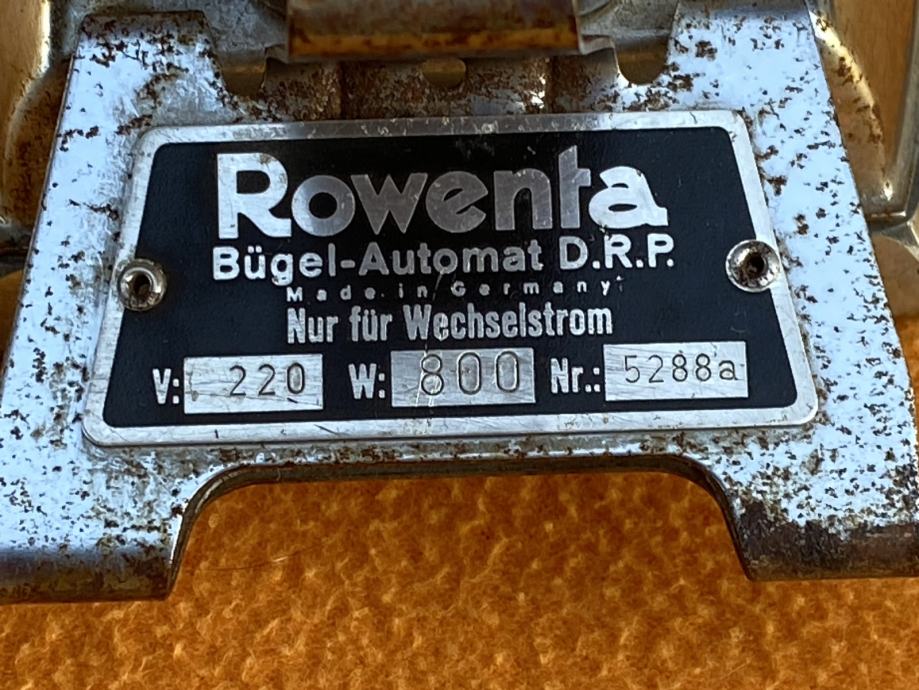 Rowenta
Bügel-Automat D.R.P.
Made in Germany
Nur für Wechselstrom
V: 220 W: 800 Nr.: 5288a